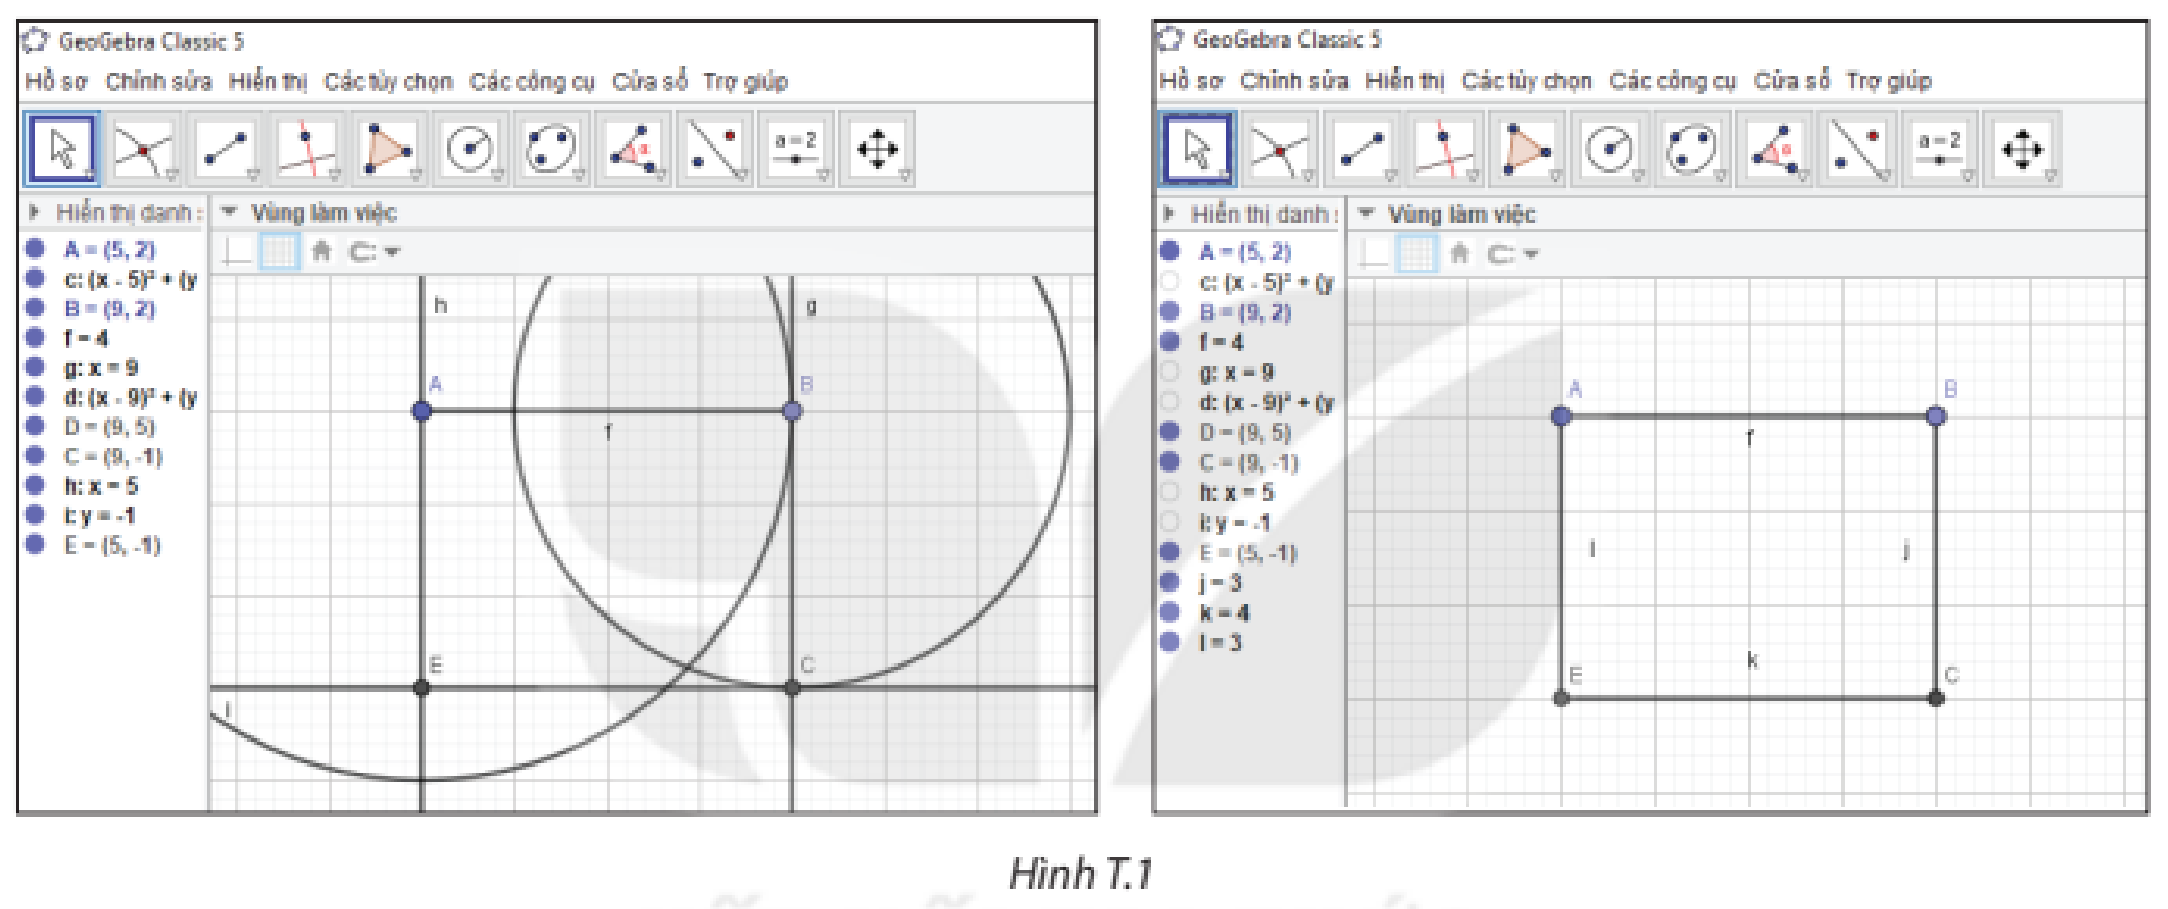 GeoGebra Classic 5
Hồ sơ Chỉnh sửa Hiển thị Các tùy chọn Các công cụ Cửa sổ Trợ giúp
a = 2
Hiển thị danh s
Vùng làm việc
A = (5, 2)
c: (x - 5)² + (y
B = (9, 2)
f = 4
g: x = 9
d: (x - 9)² + (y
D = (9, 5)
C = (9, -1)
h: x = 5
i: y = -1
E = (5, -1)
h
g
A
B
f
E
C
i
GeoGebra Classic 5
Hồ sơ Chỉnh sửa Hiển thị Các tùy chọn Các công cụ Cửa sổ Trợ giúp
a = 2
Hiển thị danh s
Vùng làm việc
A = (5, 2)
c: (x - 5)² + (y
B = (9, 2)
f = 4
g: x = 9
d: (x - 9)² + (y
D = (9, 5)
C = (9, -1)
h: x = 5
i: y = -1
E = (5, -1)
j = 3
k = 4
l = 3
A
B
f
l
j
E
k
C
Hình T.1